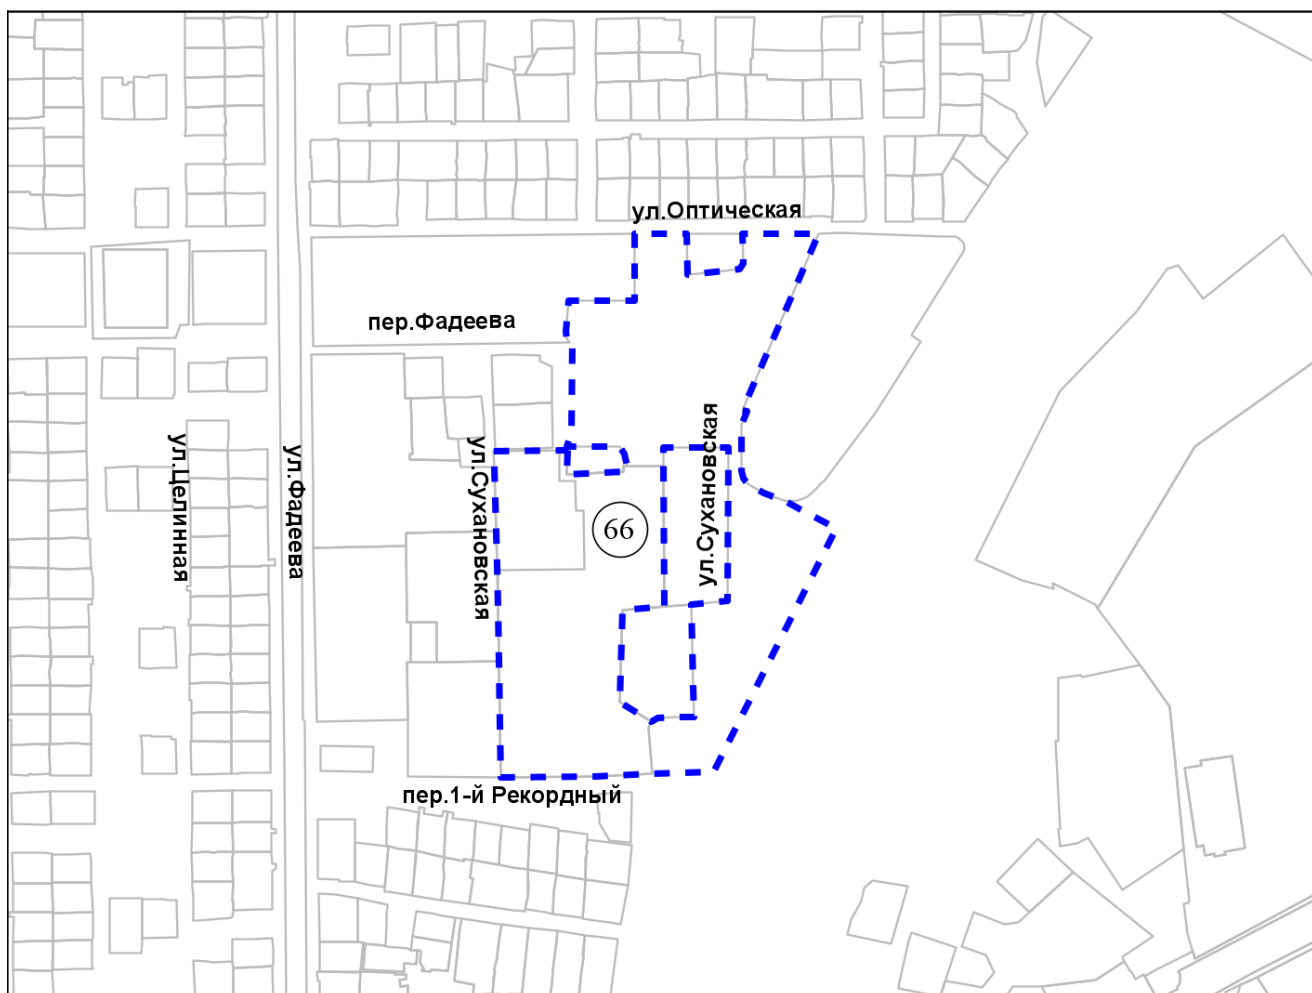 ул.Оптическая
пер.Фадеева
ул.Целинная
ул.Фадеева
ул.Сухановская
66
ул.Сухановская
пер.1-й Рекордный